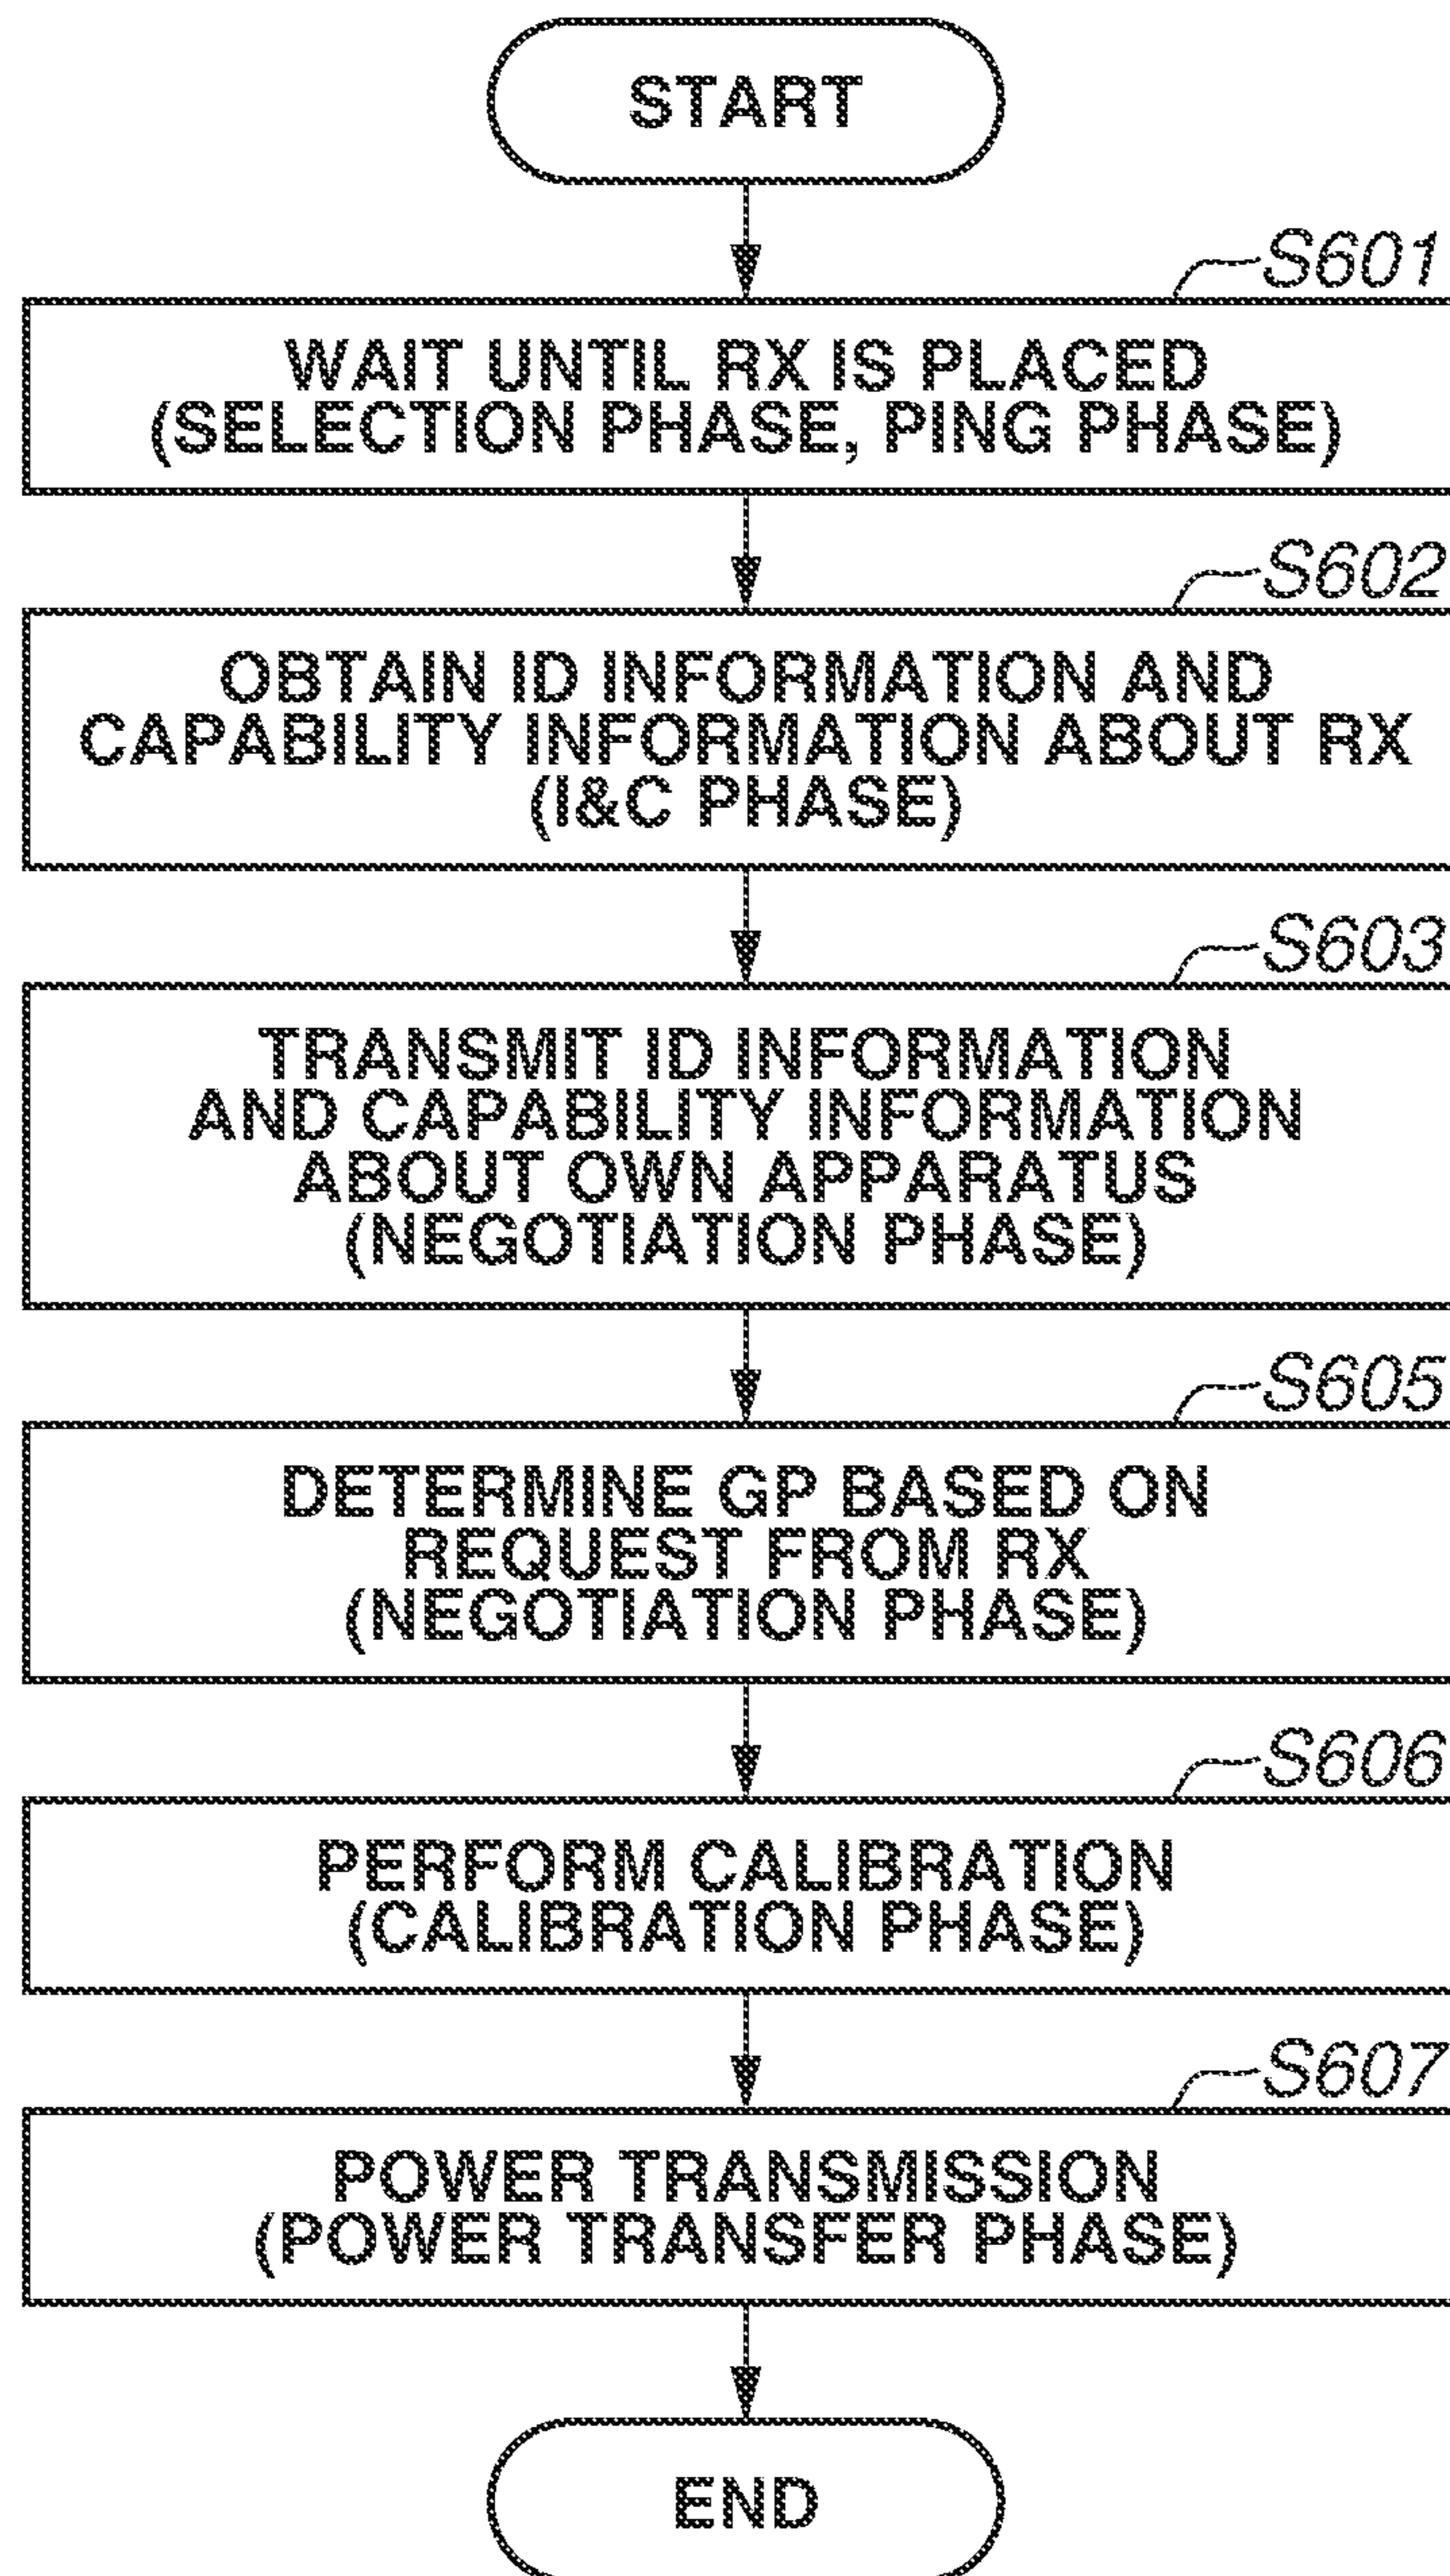 START
S601
WAIT UNTIL RX IS PLACED
(SELECTION PHASE, PING PHASE)
S602
OBTAIN ID INFORMATION AND
CAPABILITY INFORMATION ABOUT RX
(I&C PHASE)
S603
TRANSMIT ID INFORMATION
AND CAPABILITY INFORMATION
ABOUT OWN APPARATUS
(NEGOTIATION PHASE)
S605
DETERMINE GP BASED ON
REQUEST FROM RX
(NEGOTIATION PHASE)
S606
PERFORM CALIBRATION
(CALIBRATION PHASE)
S607
POWER TRANSMISSION
(POWER TRANSFER PHASE)
END